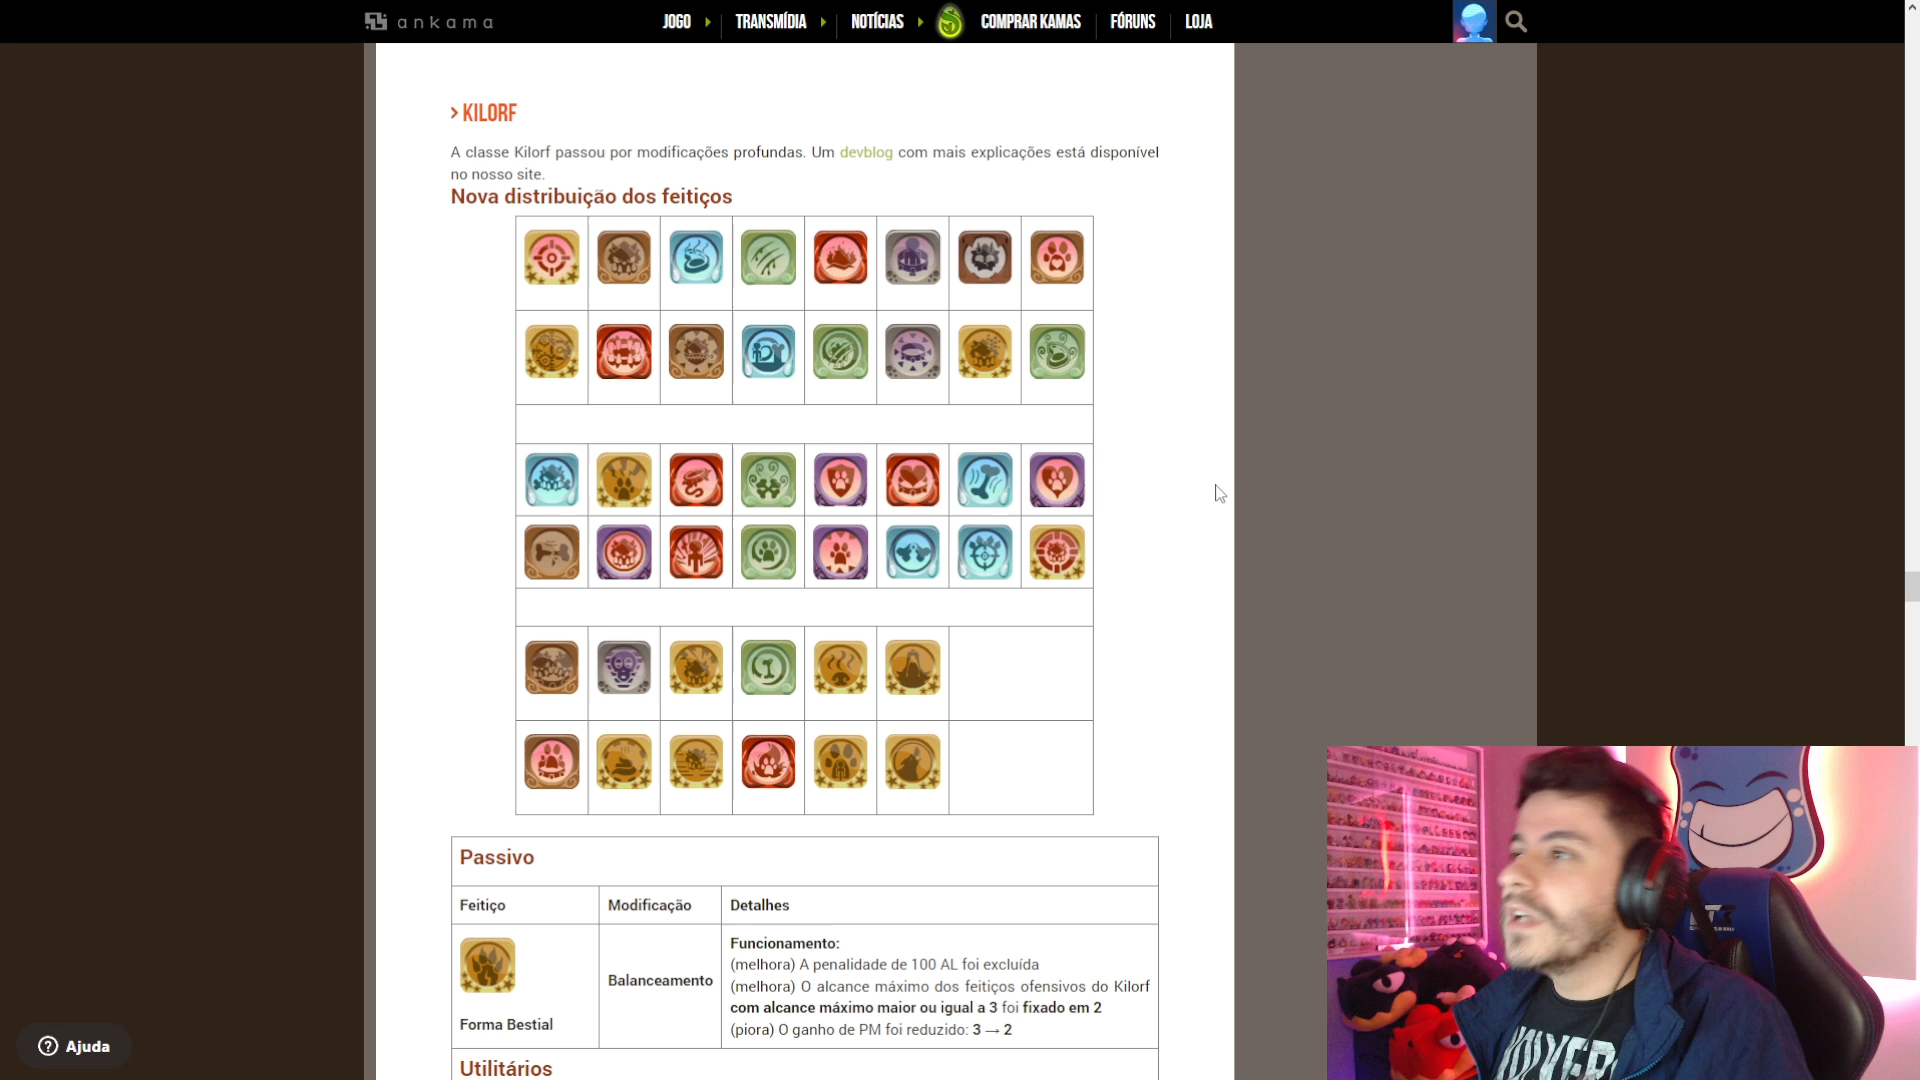 ankama
JOGO
TRANSMÍDIA
NOTÍCIAS
COMPRAR KAMAS
FÓRUNS
LOJA
> KILORF
A classe Kilorf passou por modificações profundas. Um devblog com mais explicações está disponível
no nosso site.
Nova distribuição dos feitiços
Passivo
Feitiço
Modificação
Detalhes
Forma Bestial
Balanceamento
Funcionamento:
(melhora) A penalidade de 100 AL foi excluída
(melhora) O alcance máximo dos feitiços ofensivos do Kilorf
com alcance máximo maior ou igual a 3 foi fixado em 2
(piora) O ganho de PM foi reduzido: 3 → 2
Utilitários
Ajuda